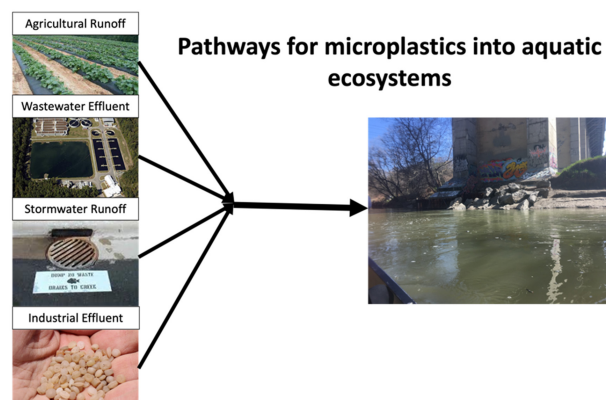 Agricultural Runoff
Pathways for microplastics into aquatic
ecosystems
Wastewater Effluent
Stormwater Runoff
DUMP NO WASTE
DRAINS TO CREEK
Industrial Effluent